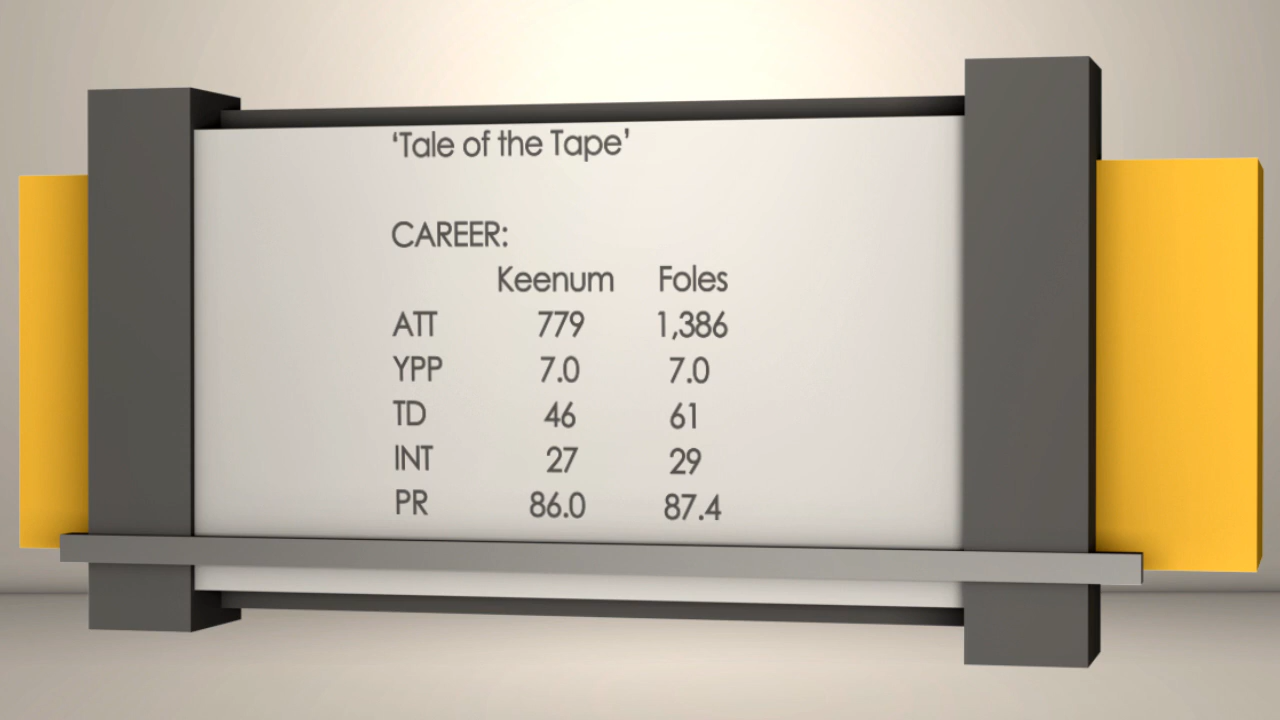 ‘Tale of the Tape’
CAREER:
Keenum Foles
ATT 779 1,386
YPP 7.0 7.0
TD 46 61
INT 27 29
PR 86.0 87.4